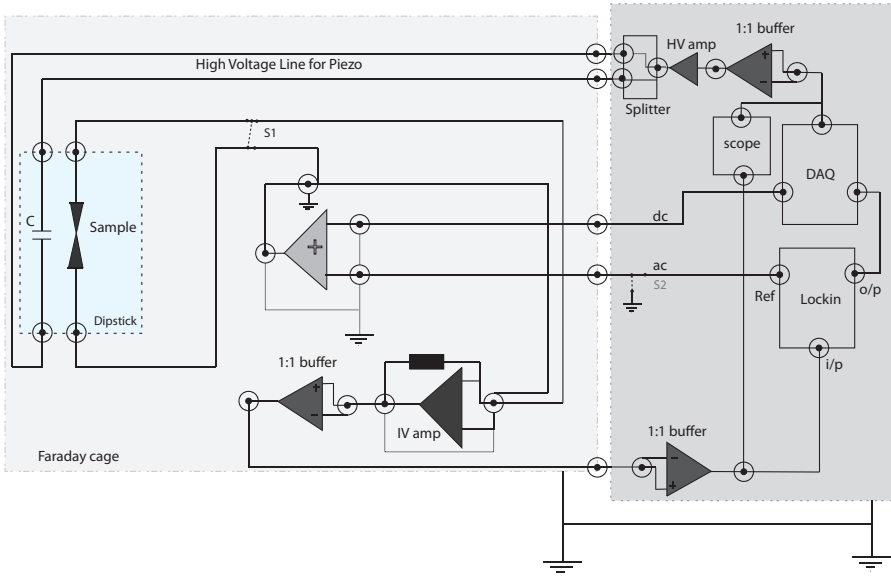 1:1 buffer
HV amp
High Voltage Line for Piezo
+
−
Splitter
S1
scope
DAQ
C
Sample
dc
+
ac
S2
Ref
Lockin
o/p
Dipstick
i/p
1:1 buffer
+
−
IV amp
1:1 buffer
−
+
Faraday cage